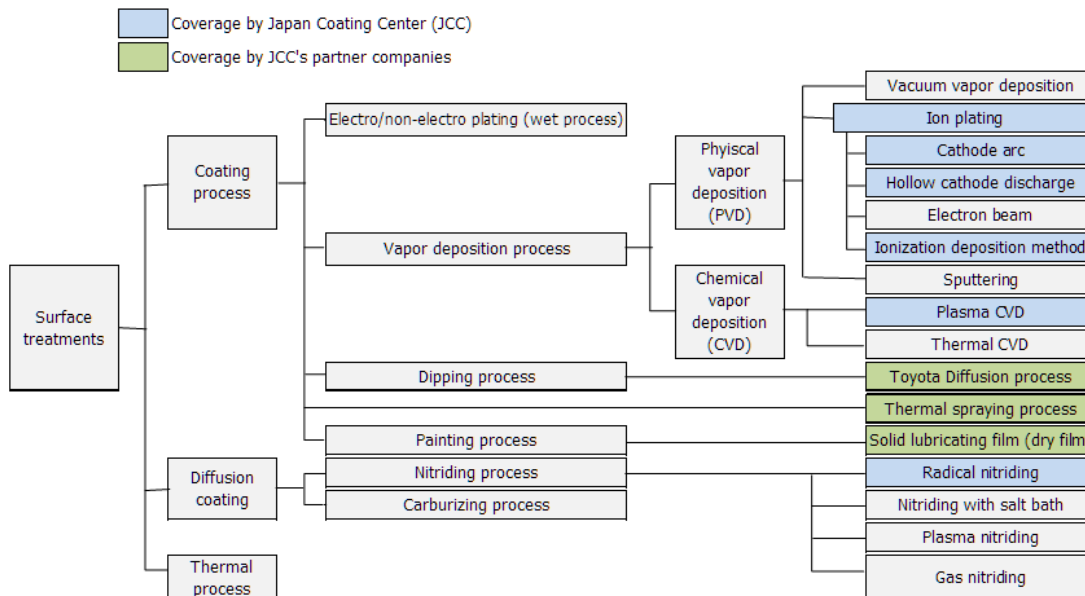 Coverage by Japan Coating Center (JCC)
Coverage by JCC's partner companies
Surface
treatments
Coating
process
Diffusion
coating
Thermal
process
Electro/non-electro plating (wet process)
Vapor deposition process
Dipping process
Painting process
Nitriding process
Carburizing process
Phyiscal
vapor
deposition
(PVD)
Chemical
vapor
deposition
(CVD)
Vacuum vapor deposition
Ion plating
Cathode arc
Hollow cathode discharge
Electron beam
Ionization deposition method
Sputtering
Plasma CVD
Thermal CVD
Toyota Diffusion process
Thermal spraying process
Solid lubricating film (dry film
Radical nitriding
Nitriding with salt bath
Plasma nitriding
Gas nitriding